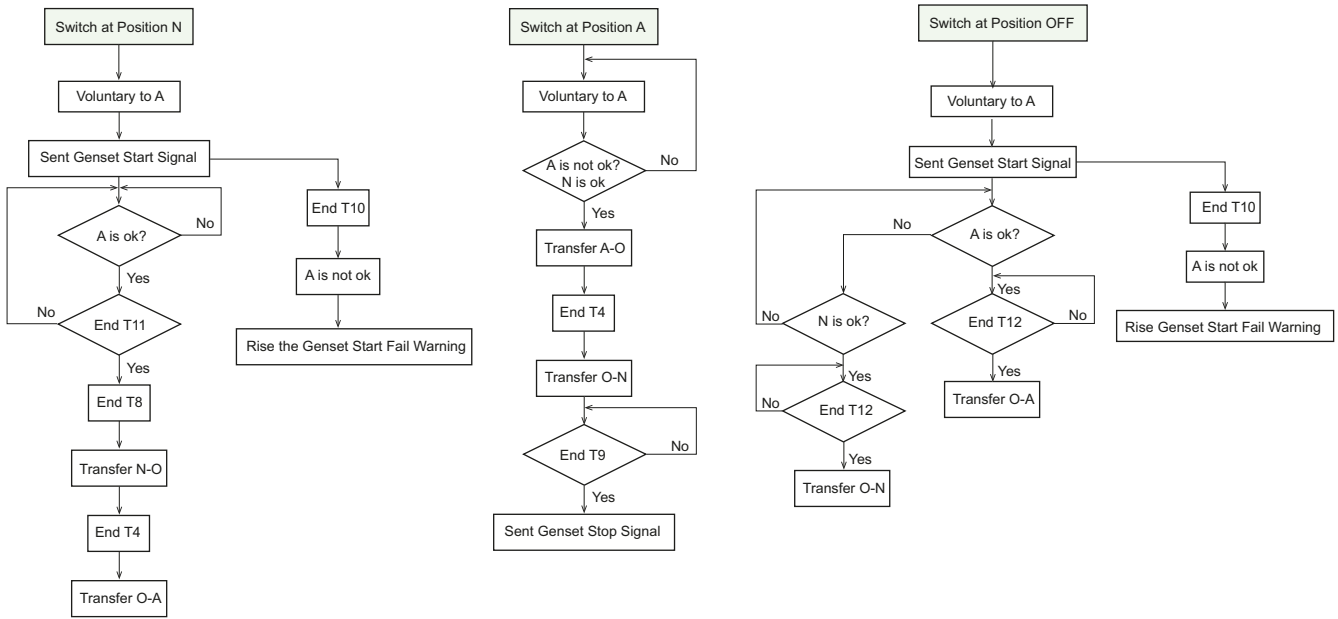 Switch at Position N
Voluntary to A
Sent Genset Start Signal
A is ok?
No
Yes
End T11
No
Yes
End T8
Transfer N-O
End T4
Transfer O-A
End T10
A is not ok
Rise the Genset Start Fail Warning
Switch at Position A
Voluntary to A
A is not ok?
N is ok
No
Yes
Transfer A-O
End T4
Transfer O-N
End T9
No
Yes
Sent Genset Stop Signal
Switch at Position OFF
Voluntary to A
Sent Genset Start Signal
A is ok?
No
Yes
N is ok?
No
Yes
End T12
No
Yes
Transfer O-N
End T12
No
Yes
Transfer O-A
End T10
A is not ok
Rise Genset Start Fail Warning